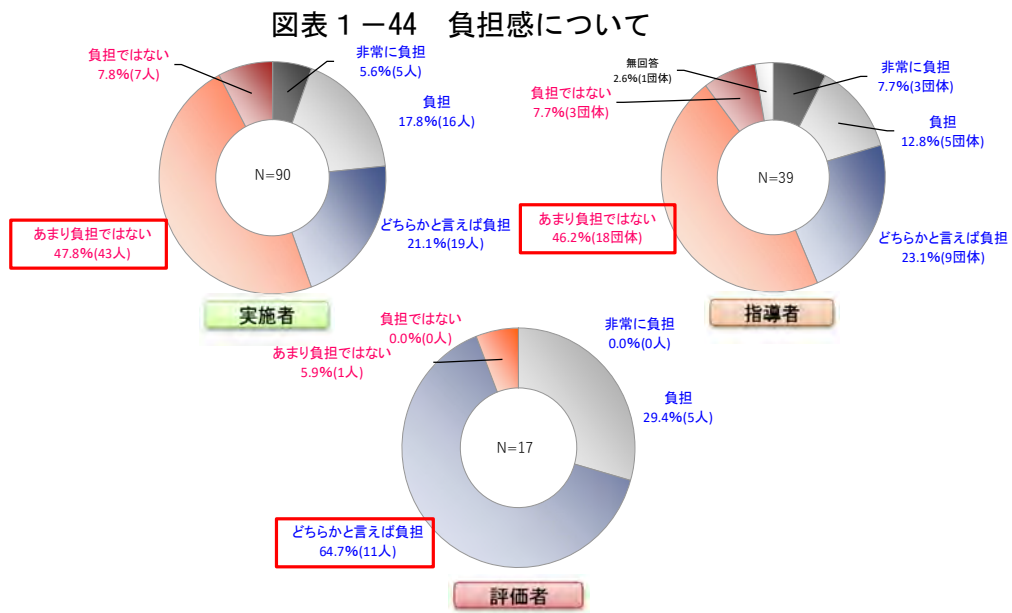 図表１－44　負担感について
負担ではない
7.8%(7人)
非常に負担
5.6%(5人)
負担
17.8%(16人)
N=90
あまり負担ではない
47.8%(43人)
どちらかと言えば負担
21.1%(19人)
実施者
無回答
2.6%(1団体)
負担ではない
7.7%(3団体)
非常に負担
7.7%(3団体)
負担
12.8%(5団体)
N=39
あまり負担ではない
46.2%(18団体)
どちらかと言えば負担
23.1%(9団体)
指導者
負担ではない
0.0%(0人)
あまり負担ではない
5.9%(1人)
非常に負担
0.0%(0人)
負担
29.4%(5人)
N=17
どちらかと言えば負担
64.7%(11人)
評価者